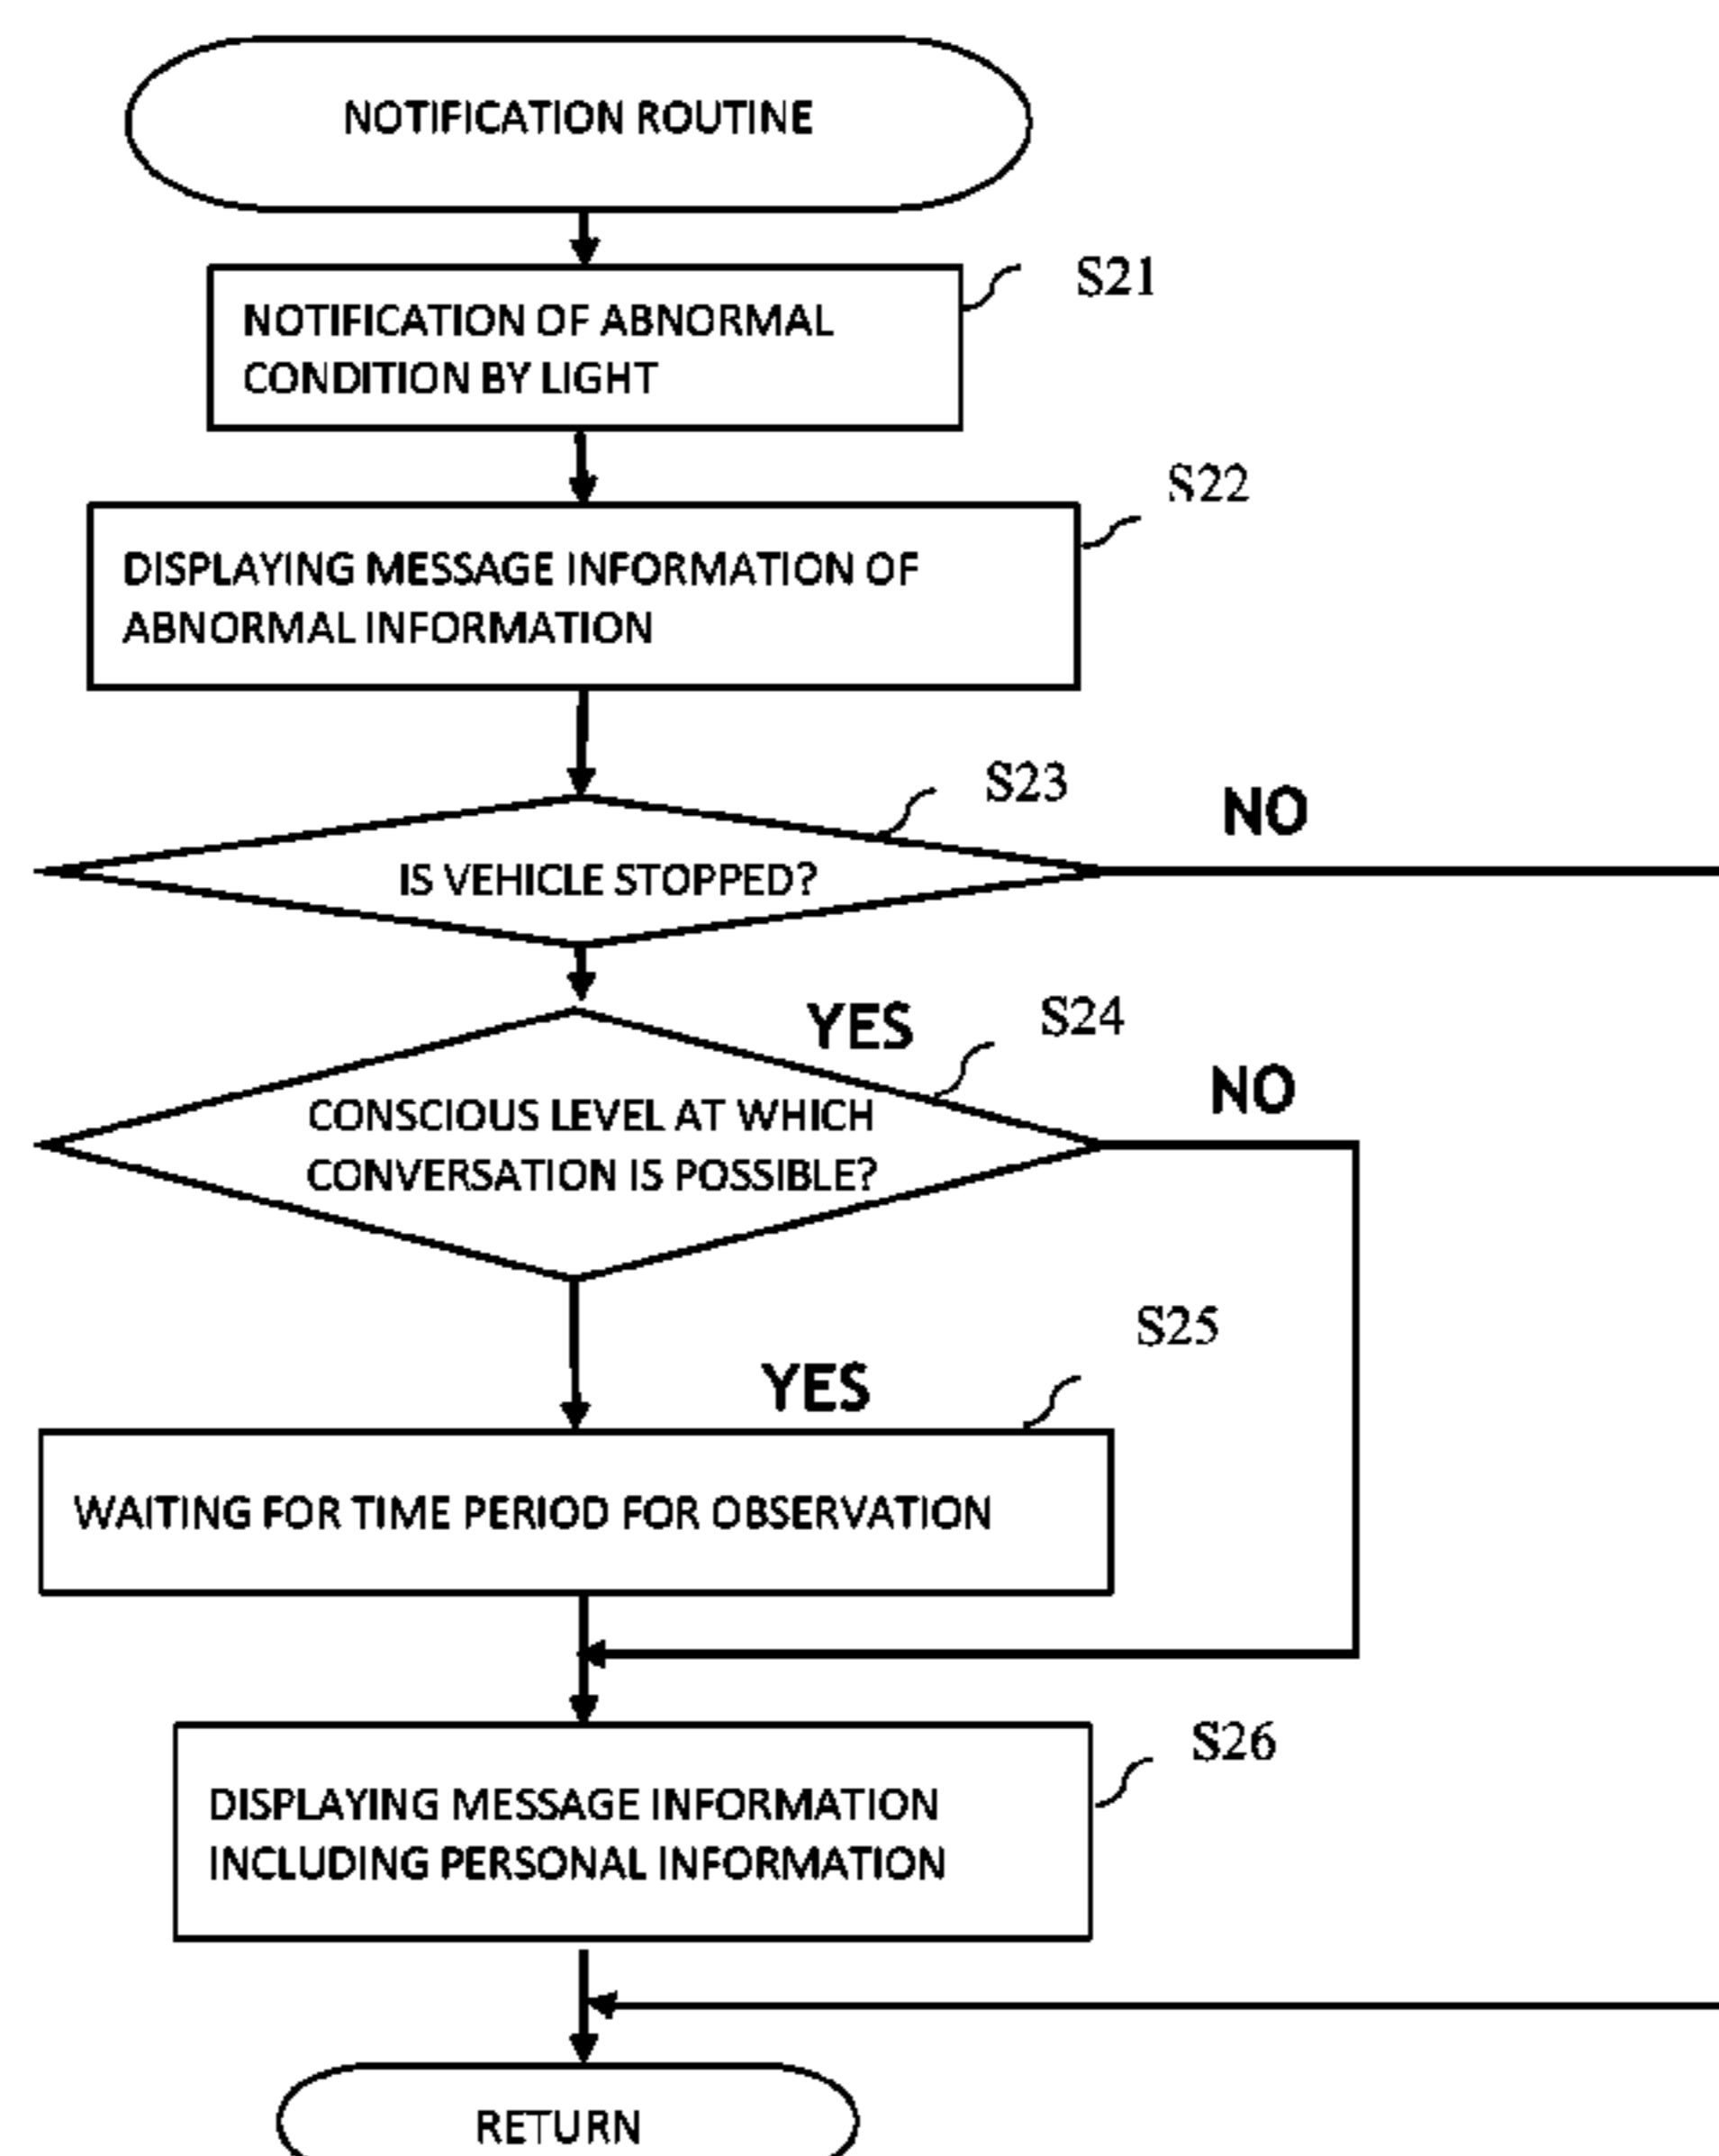 NOTIFICATION ROUTINE
S21
NOTIFICATION OF ABNORMAL
CONDITION BY LIGHT
S22
DISPLAYING MESSAGE INFORMATION OF
ABNORMAL INFORMATION
S23
NO
IS VEHICLE STOPPED?
YES
S24
NO
CONSCIOUS LEVEL AT WHICH
CONVERSATION IS POSSIBLE?
S25
YES
WAITING FOR TIME PERIOD FOR OBSERVATION
S26
DISPLAYING MESSAGE INFORMATION
INCLUDING PERSONAL INFORMATION
RETURN